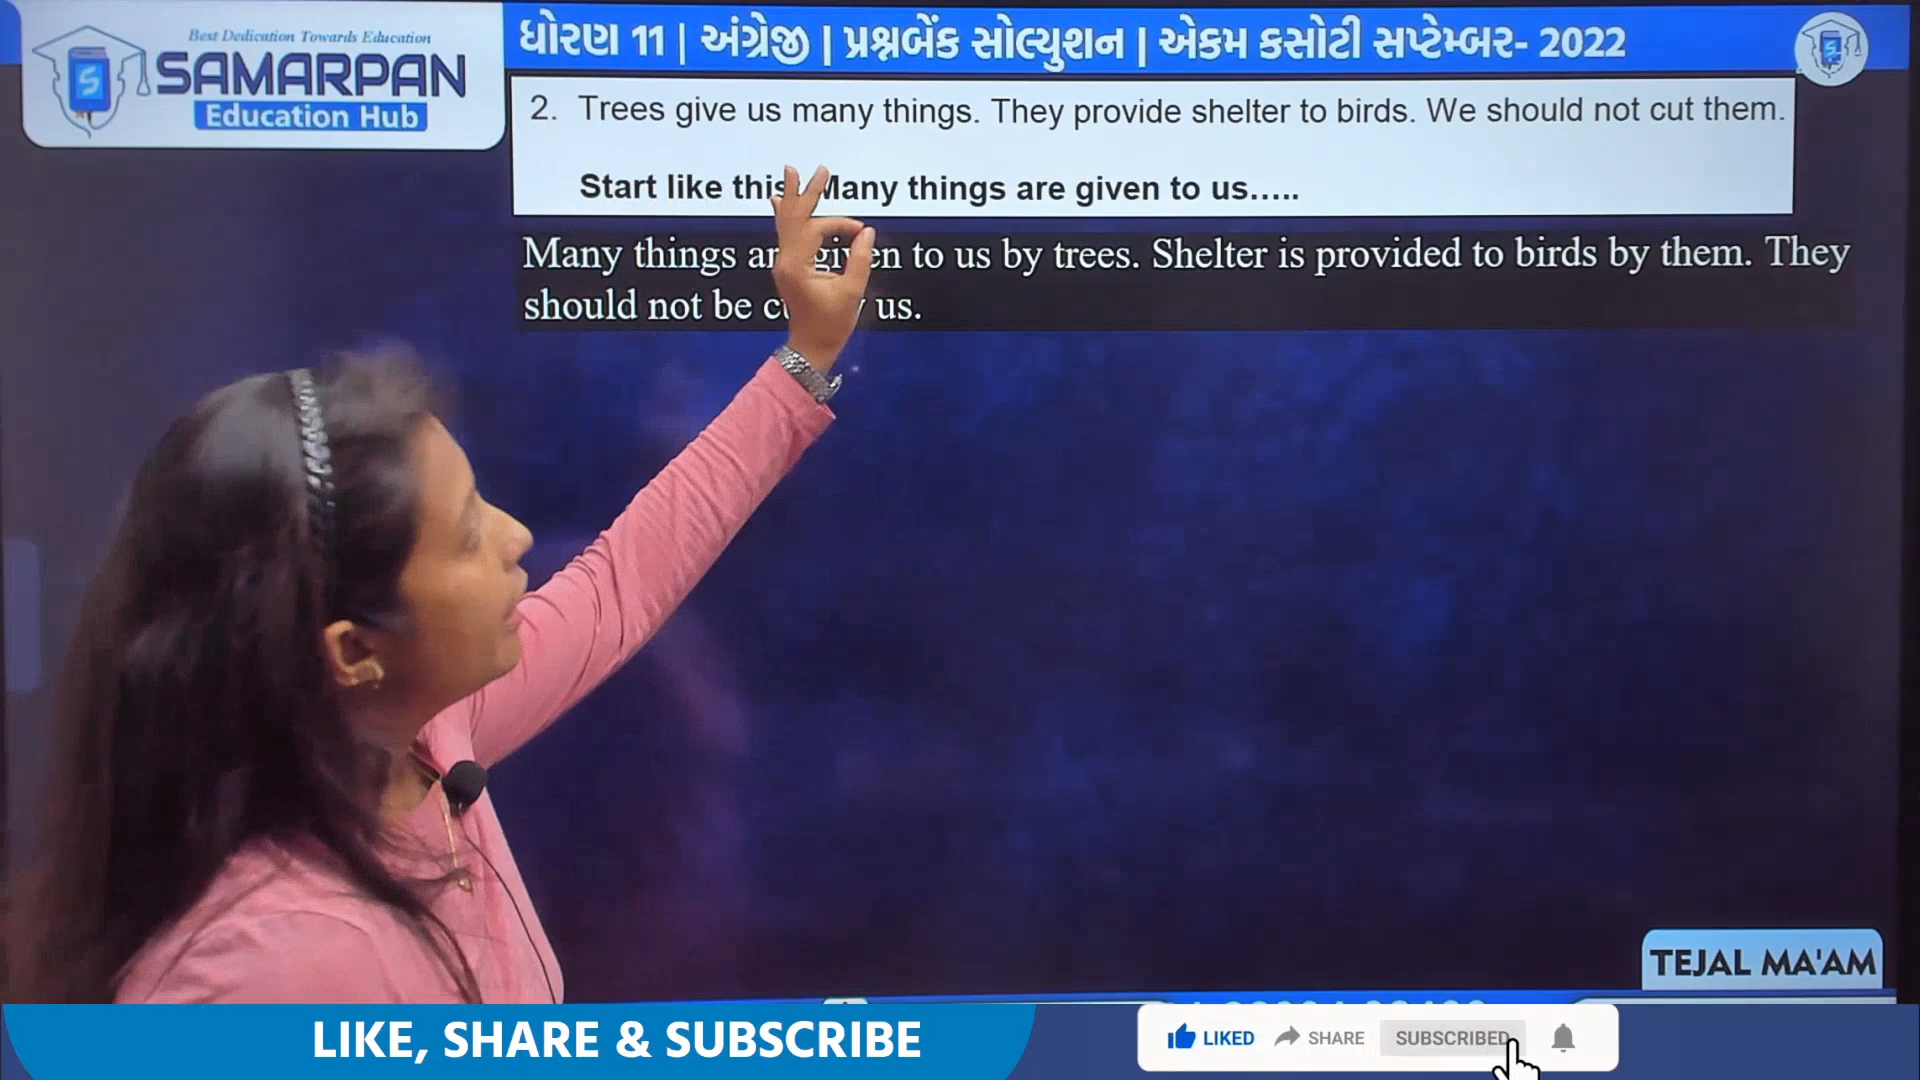 Best Dedication Towards Education
SAMARPAN
Education Hub
ધોરણ 11 | અંગ્રેજી | પ્રશ્નબેંક સોલ્યુશન | એકમ કસોટી સપ્ટેમ્બર- 2022
2. Trees give us many things. They provide shelter to birds. We should not cut them.
Start like this Many things are given to us.....
Many things are given to us by trees. Shelter is provided to birds by them. They
should not be us.
TEJAL MA'AM
LIKE, SHARE & SUBSCRIBE
LIKED SHARE SUBSCRIBED